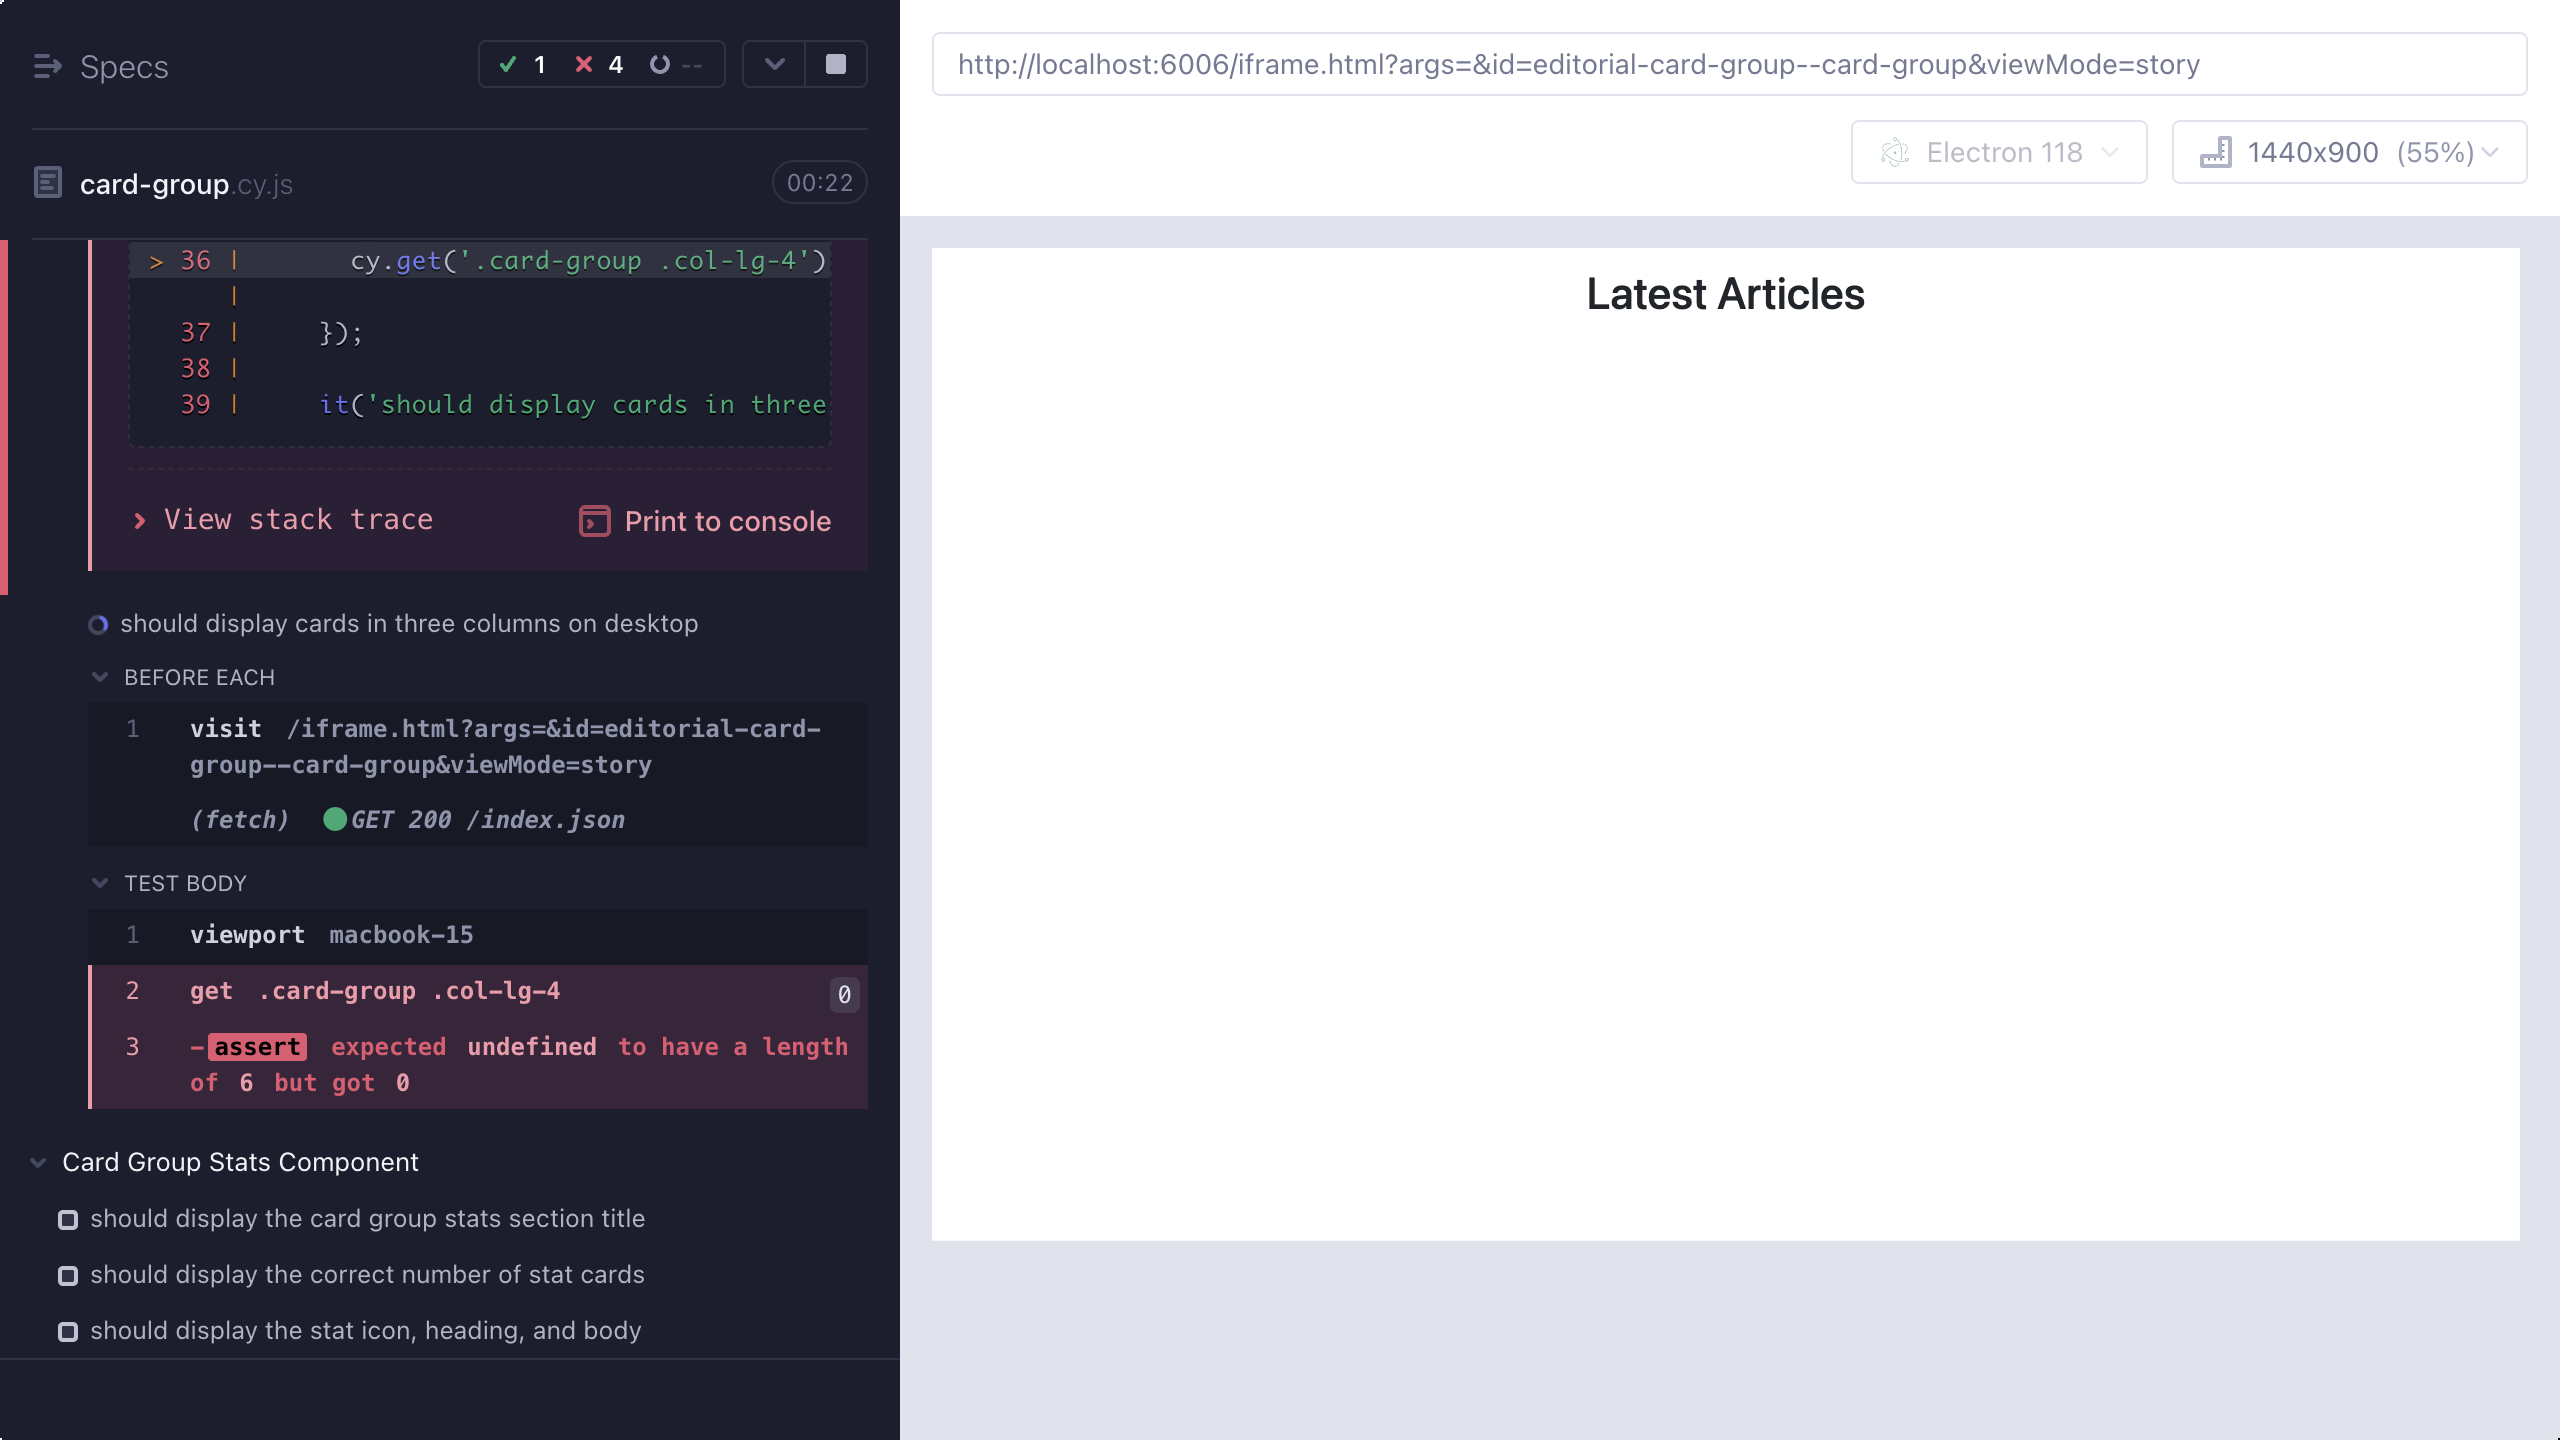 Specs
1 4 --
card-group.cy.js
00:22
> 36 | cy.get('.card-group .col-lg-4')
|
37 | });
38 |
39 | it('should display cards in three
View stack trace
Print to console
should display cards in three columns on desktop
BEFORE EACH
1 visit /iframe.html?args=&id=editorial-card-
group--card-group&viewMode=story
(fetch) GET 200 /index.json
TEST BODY
1 viewport macbook-15
2 get .card-group .col-lg-4 0
3 -assert expected undefined to have a length
of 6 but got 0
Card Group Stats Component
should display the card group stats section title
should display the correct number of stat cards
should display the stat icon, heading, and body
http://localhost:6006/iframe.html?args=&id=editorial-card-group--card-group&viewMode=story
Electron 118
1440x900 (55%)
Latest Articles